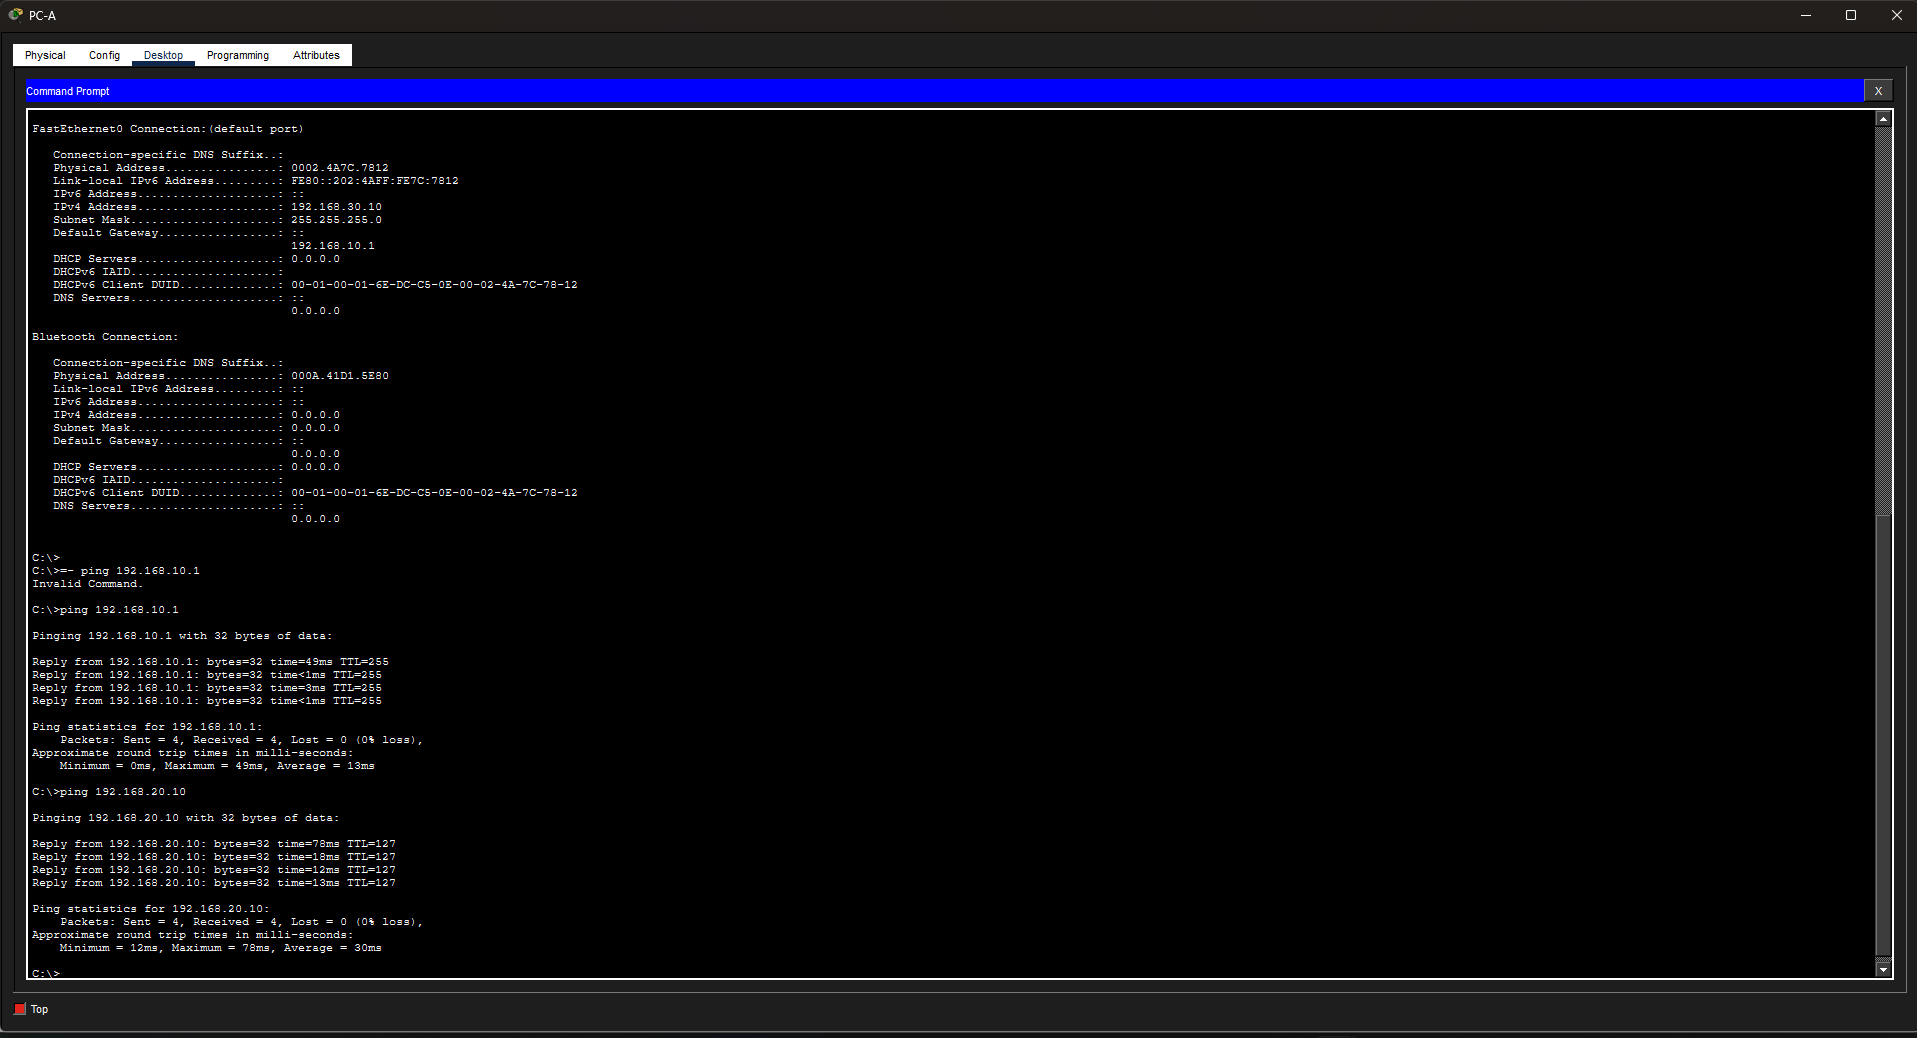 PC-A
Physical Config Desktop Programming Attributes
Command Prompt
X
FastEthernet0 Connection:(default port)
Connection-specific DNS Suffix..:
Physical Address................: 0002.4A7C.7812
Link-local IPv6 Address.........: FE80::202:4AFF:FE7C:7812
IPv6 Address....................: ::
IPv4 Address....................: 192.168.30.10
Subnet Mask.....................: 255.255.255.0
Default Gateway.................: ::
192.168.10.1
DHCP Servers....................: 0.0.0.0
DHCPv6 IAID.....................:
DHCPv6 Client DUID..............: 00-01-00-01-6E-DC-C5-0E-00-02-4A-7C-78-12
DNS Servers.....................: ::
0.0.0.0
Bluetooth Connection:
Connection-specific DNS Suffix..:
Physical Address................: 000A.41D1.5E80
Link-local IPv6 Address.........: ::
IPv6 Address....................: ::
IPv4 Address....................: 0.0.0.0
Subnet Mask.....................: 0.0.0.0
Default Gateway.................: ::
0.0.0.0
DHCP Servers....................: 0.0.0.0
DHCPv6 IAID.....................:
DHCPv6 Client DUID..............: 00-01-00-01-6E-DC-C5-0E-00-02-4A-7C-78-12
DNS Servers.....................: ::
0.0.0.0
C:\>
C:\>=- ping 192.168.10.1
Invalid Command.
C:\>ping 192.168.10.1
Pinging 192.168.10.1 with 32 bytes of data:
Reply from 192.168.10.1: bytes=32 time=49ms TTL=255
Reply from 192.168.10.1: bytes=32 time<1ms TTL=255
Reply from 192.168.10.1: bytes=32 time=3ms TTL=255
Reply from 192.168.10.1: bytes=32 time<1ms TTL=255
Ping statistics for 192.168.10.1:
Packets: Sent = 4, Received = 4, Lost = 0 (0% loss),
Approximate round trip times in milli-seconds:
Minimum = 0ms, Maximum = 49ms, Average = 13ms
C:\>ping 192.168.20.10
Pinging 192.168.20.10 with 32 bytes of data:
Reply from 192.168.20.10: bytes=32 time=78ms TTL=127
Reply from 192.168.20.10: bytes=32 time=18ms TTL=127
Reply from 192.168.20.10: bytes=32 time=12ms TTL=127
Reply from 192.168.20.10: bytes=32 time=13ms TTL=127
Ping statistics for 192.168.20.10:
Packets: Sent = 4, Received = 4, Lost = 0 (0% loss),
Approximate round trip times in milli-seconds:
Minimum = 12ms, Maximum = 78ms, Average = 30ms
C:\>
Top